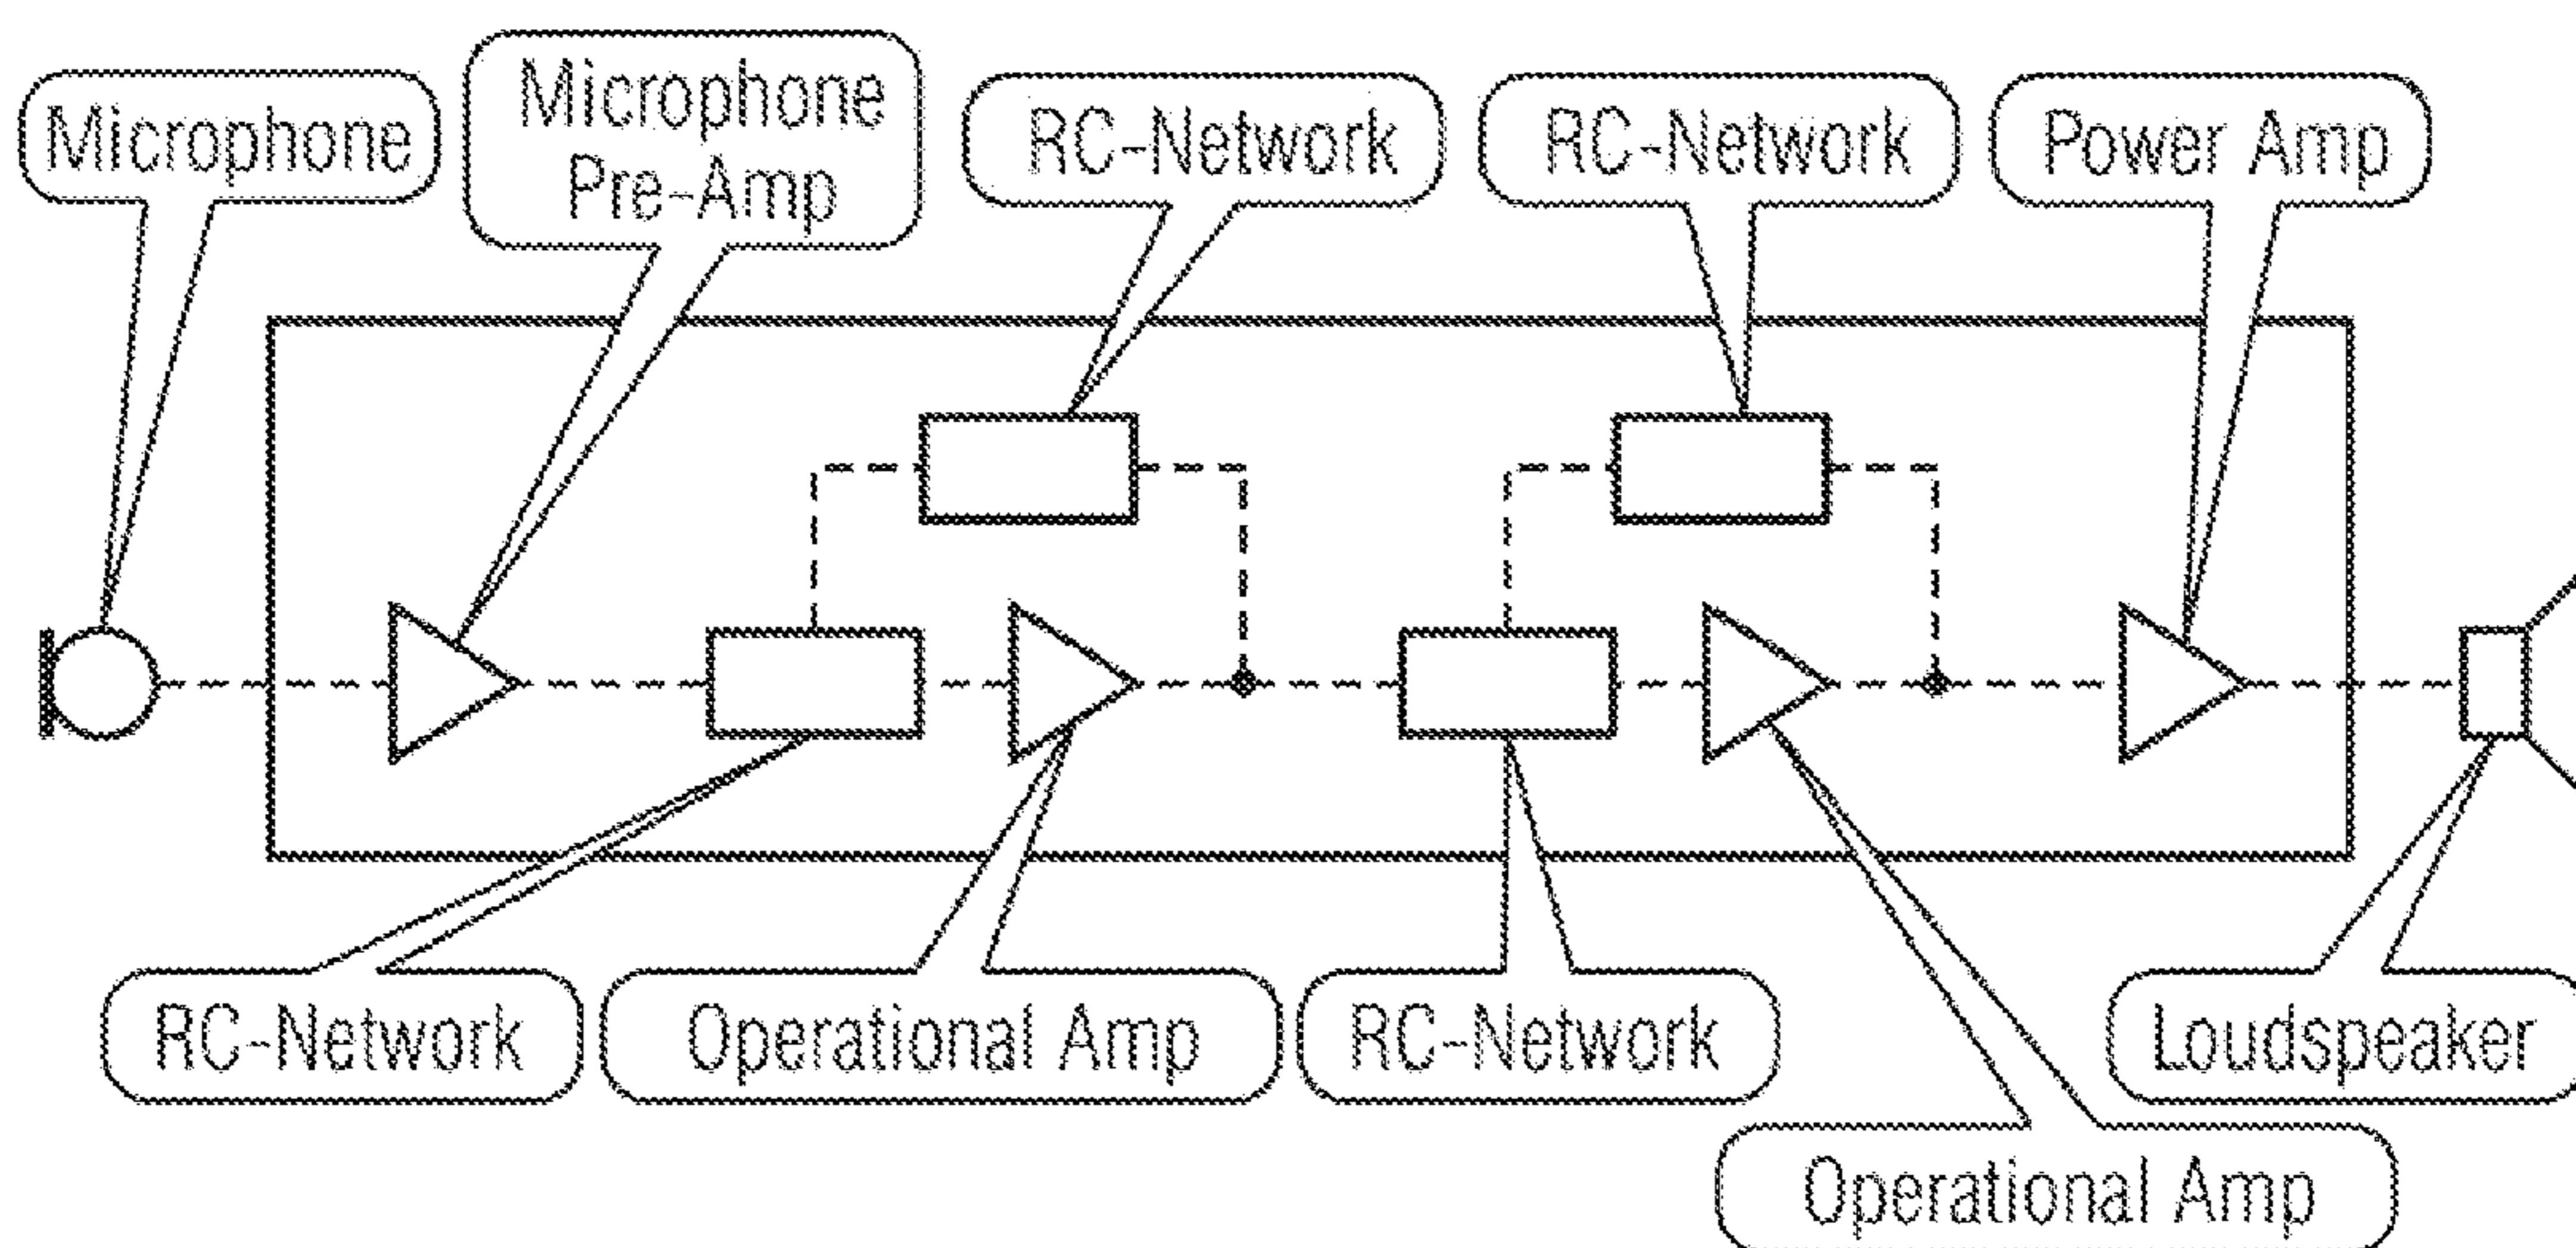 Microphone
Microphone
Pre-Amp
RC-Network
RC-Network
Power Amp
RC-Network
Operational Amp
RC-Network
Loudspeaker
Operational Amp